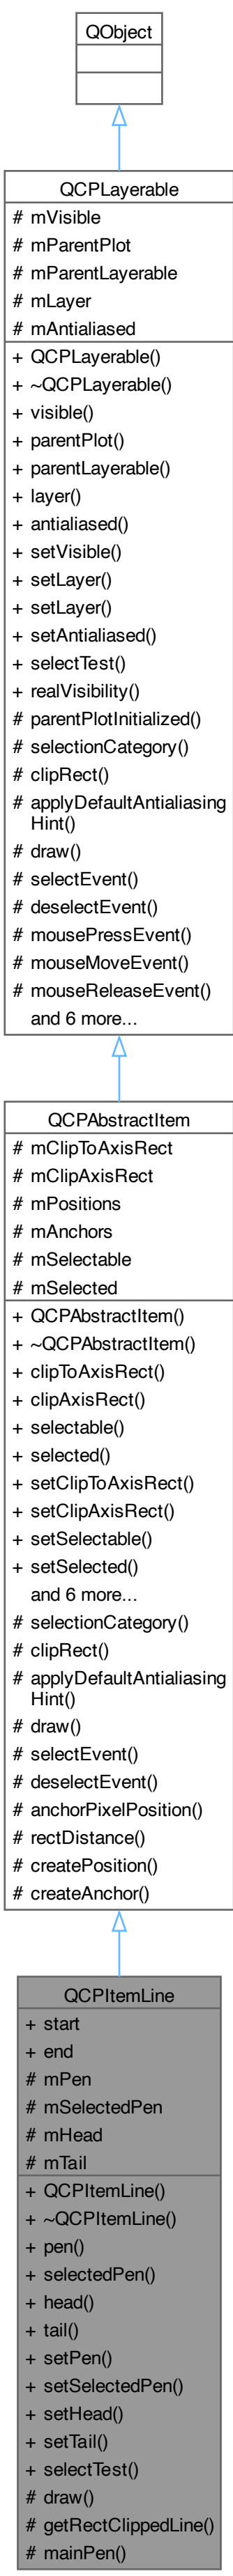 QObject
QCPLayerable
# mVisible
# mParentPlot
# mParentLayerable
# mLayer
# mAntialiased
+ QCPLayerable()
+ ~QCPLayerable()
+ visible()
+ parentPlot()
+ parentLayerable()
+ layer()
+ antialiased()
+ setVisible()
+ setLayer()
+ setLayer()
+ setAntialiased()
+ selectTest()
+ realVisibility()
# parentPlotInitialized()
# selectionCategory()
# clipRect()
# applyDefaultAntialiasing
Hint()
# draw()
# selectEvent()
# deselectEvent()
# mousePressEvent()
# mouseMoveEvent()
# mouseReleaseEvent()
and 6 more...
QCPAbstractItem
# mClipToAxisRect
# mClipAxisRect
# mPositions
# mAnchors
# mSelectable
# mSelected
+ QCPAbstractItem()
+ ~QCPAbstractItem()
+ clipToAxisRect()
+ clipAxisRect()
+ selectable()
+ selected()
+ setClipToAxisRect()
+ setClipAxisRect()
+ setSelectable()
+ setSelected()
and 6 more...
# selectionCategory()
# clipRect()
# applyDefaultAntialiasing
Hint()
# draw()
# selectEvent()
# deselectEvent()
# anchorPixelPosition()
# rectDistance()
# createPosition()
# createAnchor()
QCPItemLine
+ start
+ end
# mPen
# mSelectedPen
# mHead
# mTail
+ QCPItemLine()
+ ~QCPItemLine()
+ pen()
+ selectedPen()
+ head()
+ tail()
+ setPen()
+ setSelectedPen()
+ setHead()
+ setTail()
+ selectTest()
# draw()
# getRectClippedLine()
# mainPen()